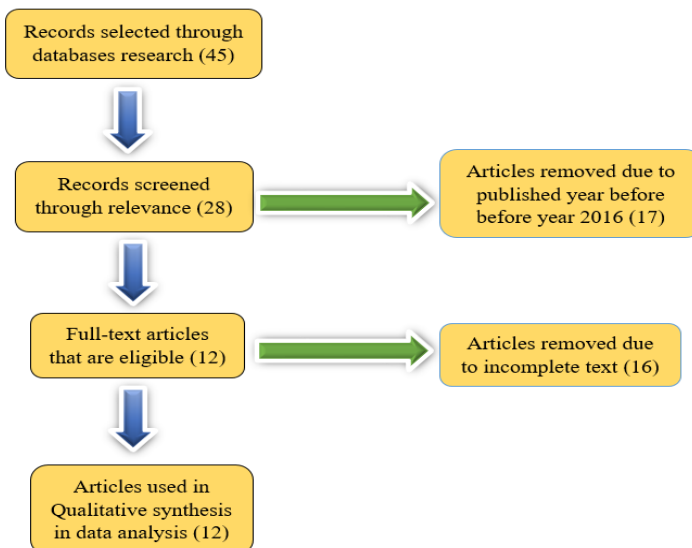 Records selected through
databases research (45)
Records screened
through relevance (28)
Articles removed due to
published year before
before year 2016 (17)
Full-text articles
that are eligible (12)
Articles removed due
to incomplete text (16)
Articles used in
Qualitative synthesis
in data analysis (12)